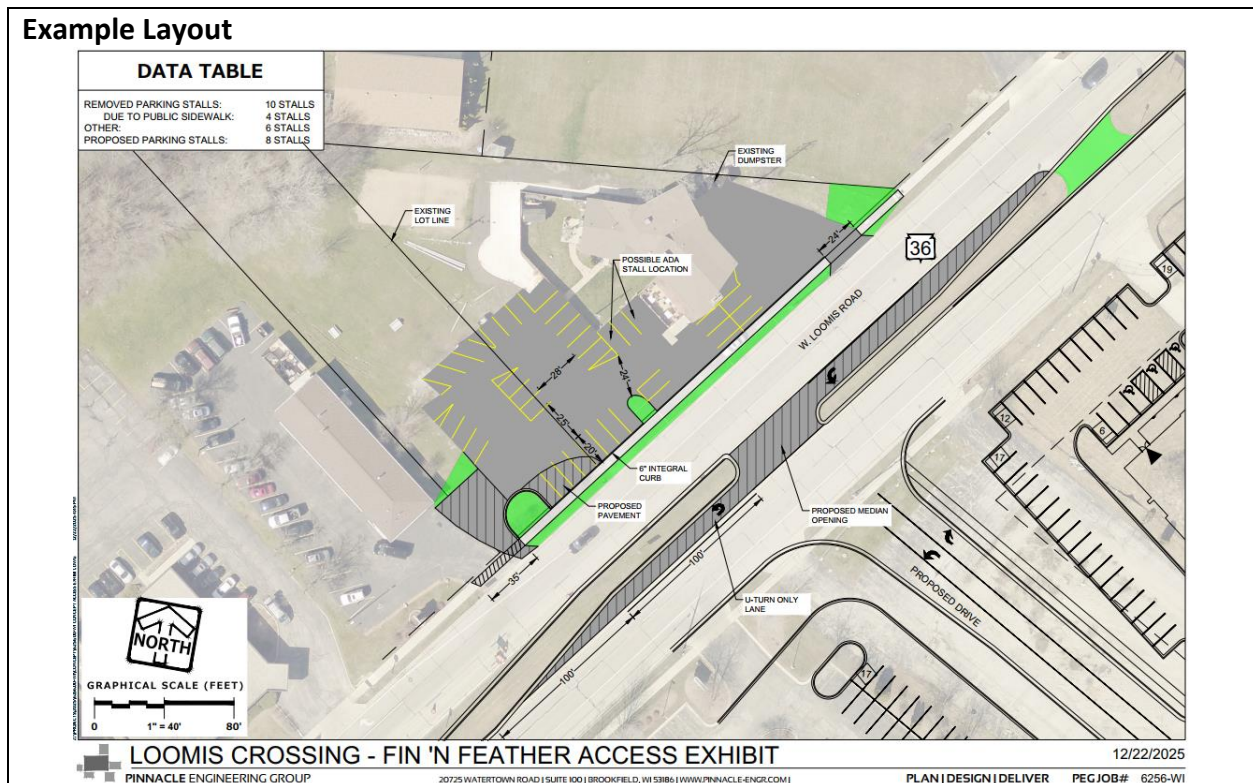 Example Layout
DATA TABLE
REMOVED PARKING STALLS: 10 STALLS
DUE TO PUBLIC SIDEWALK: 4 STALLS
OTHER: 6 STALLS
PROPOSED PARKING STALLS: 8 STALLS
EXISTING
DUMPSTER
EXISTING
LOT LINE
POSSIBLE ADA
STALL LOCATION
24'
36
19
W. LOOMIS ROAD
28'
24'
25'
20'
12
6
17
6" INTEGRAL
CURB
PROPOSED
PAVEMENT
PROPOSED MEDIAN
OPENING
35'
100'
U-TURN ONLY
LANE
PROPOSED DRIVE
100'
17
NORTH
GRAPHICAL SCALE (FEET)
0 1" = 40' 80'
LOOMIS CROSSING - FIN 'N FEATHER ACCESS EXHIBIT 12/22/2025
PINNACLE ENGINEERING GROUP 20725 WATERTOWN ROAD | SUITE 100 | BROOKFIELD, WI 53186 | WWW.PINNACLE-ENGR.COM | PLAN | DESIGN | DELIVER PEG JOB# 6256-WI